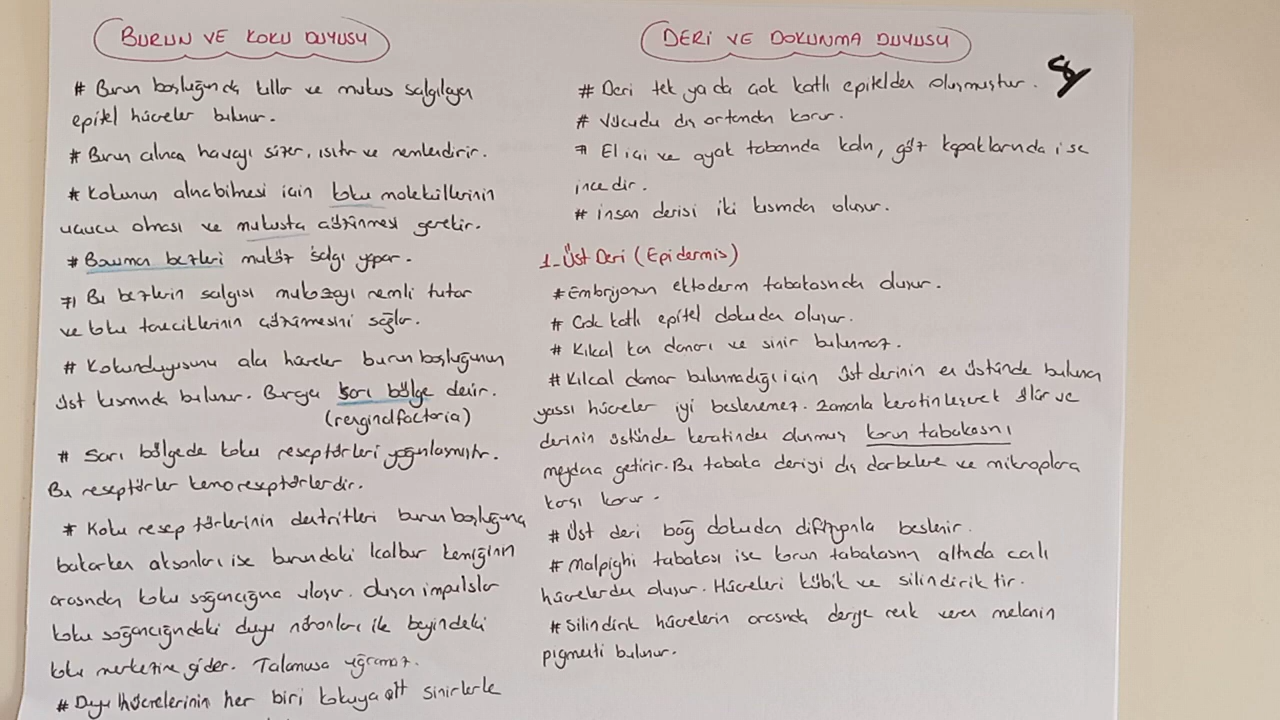 BURUN VE KOKU DUYUSU
# Burun boşluğunda kıllar ve mukus salgılayan
epitel hücreler bulunur.
# Burun alınan havayı süzer, ısıtır ve nemlendirir.
# Kokunun alınabilmesi için koku moleküllerinin
uçucu olması ve mukusta çözünmesi gerekir.
# Bowman bezleri muköz salgı yapar.
# Bu bezlerin salgısı mukozayı nemli tutar
ve koku taneciklerinin çözünmesini sağlar.
# Kokunduyusunu alan hücreler burun boşluğunun
üst kısmında bulunur. Buraya sarı bölge denir.
# Sarı bölgede koku reseptörleri yoğunlaşmıştır.
Bu reseptörler kemoreseptörlerdir.
# Koku reseptörlerinin dentritleri burun boşluğuna
bakarken aksonları ise burundaki kalbur kemiğinin
arasından koku soğancığına ulaşır. Oluşan impulslar
koku soğancığındaki duyu nöronları ile beyindeki
koku merkezine gider. Talamusa uğramaz.
# Duyu hücrelerinin her biri kokuya ait sinirlerle
DERİ VE DOKUNMA DUYUSU
# Deri tek ya da çok katlı epitelden oluşmuştur.
# Vücudu dış ortamdan korur.
# El içi ve ayak tabanında kalın, göz kapaklarında ise
incedir.
# İnsan derisi iki kısımdan oluşur.
1- Üst Deri (Epidermis)
# Embriyonun ektoderm tabakasından oluşur.
# Çok katlı epitel dokudan oluşur.
# Kılcal kan damarı ve sinir bulunmaz.
# Kılcal damar bulunmadığı için üst derinin en üstünde bulunan
yassı hücreler iyi beslenemez. Zamanla keratinleşerek ölür ve
derinin üstünde keratinden oluşmuş korun tabakasını
meydana getirir. Bu tabaka deriyi dış darbelere ve mikroplara
karşı korur.
# Üst deri bağ dokudan difüzyonla beslenir.
# Malpighi tabakası ise korun tabakasının altında canlı
hücrelerden oluşur. Hücreleri kübik ve silindiriktir.
# Silindirik hücrelerin arasında deriye renk veren melanin
pigmenti bulunur.